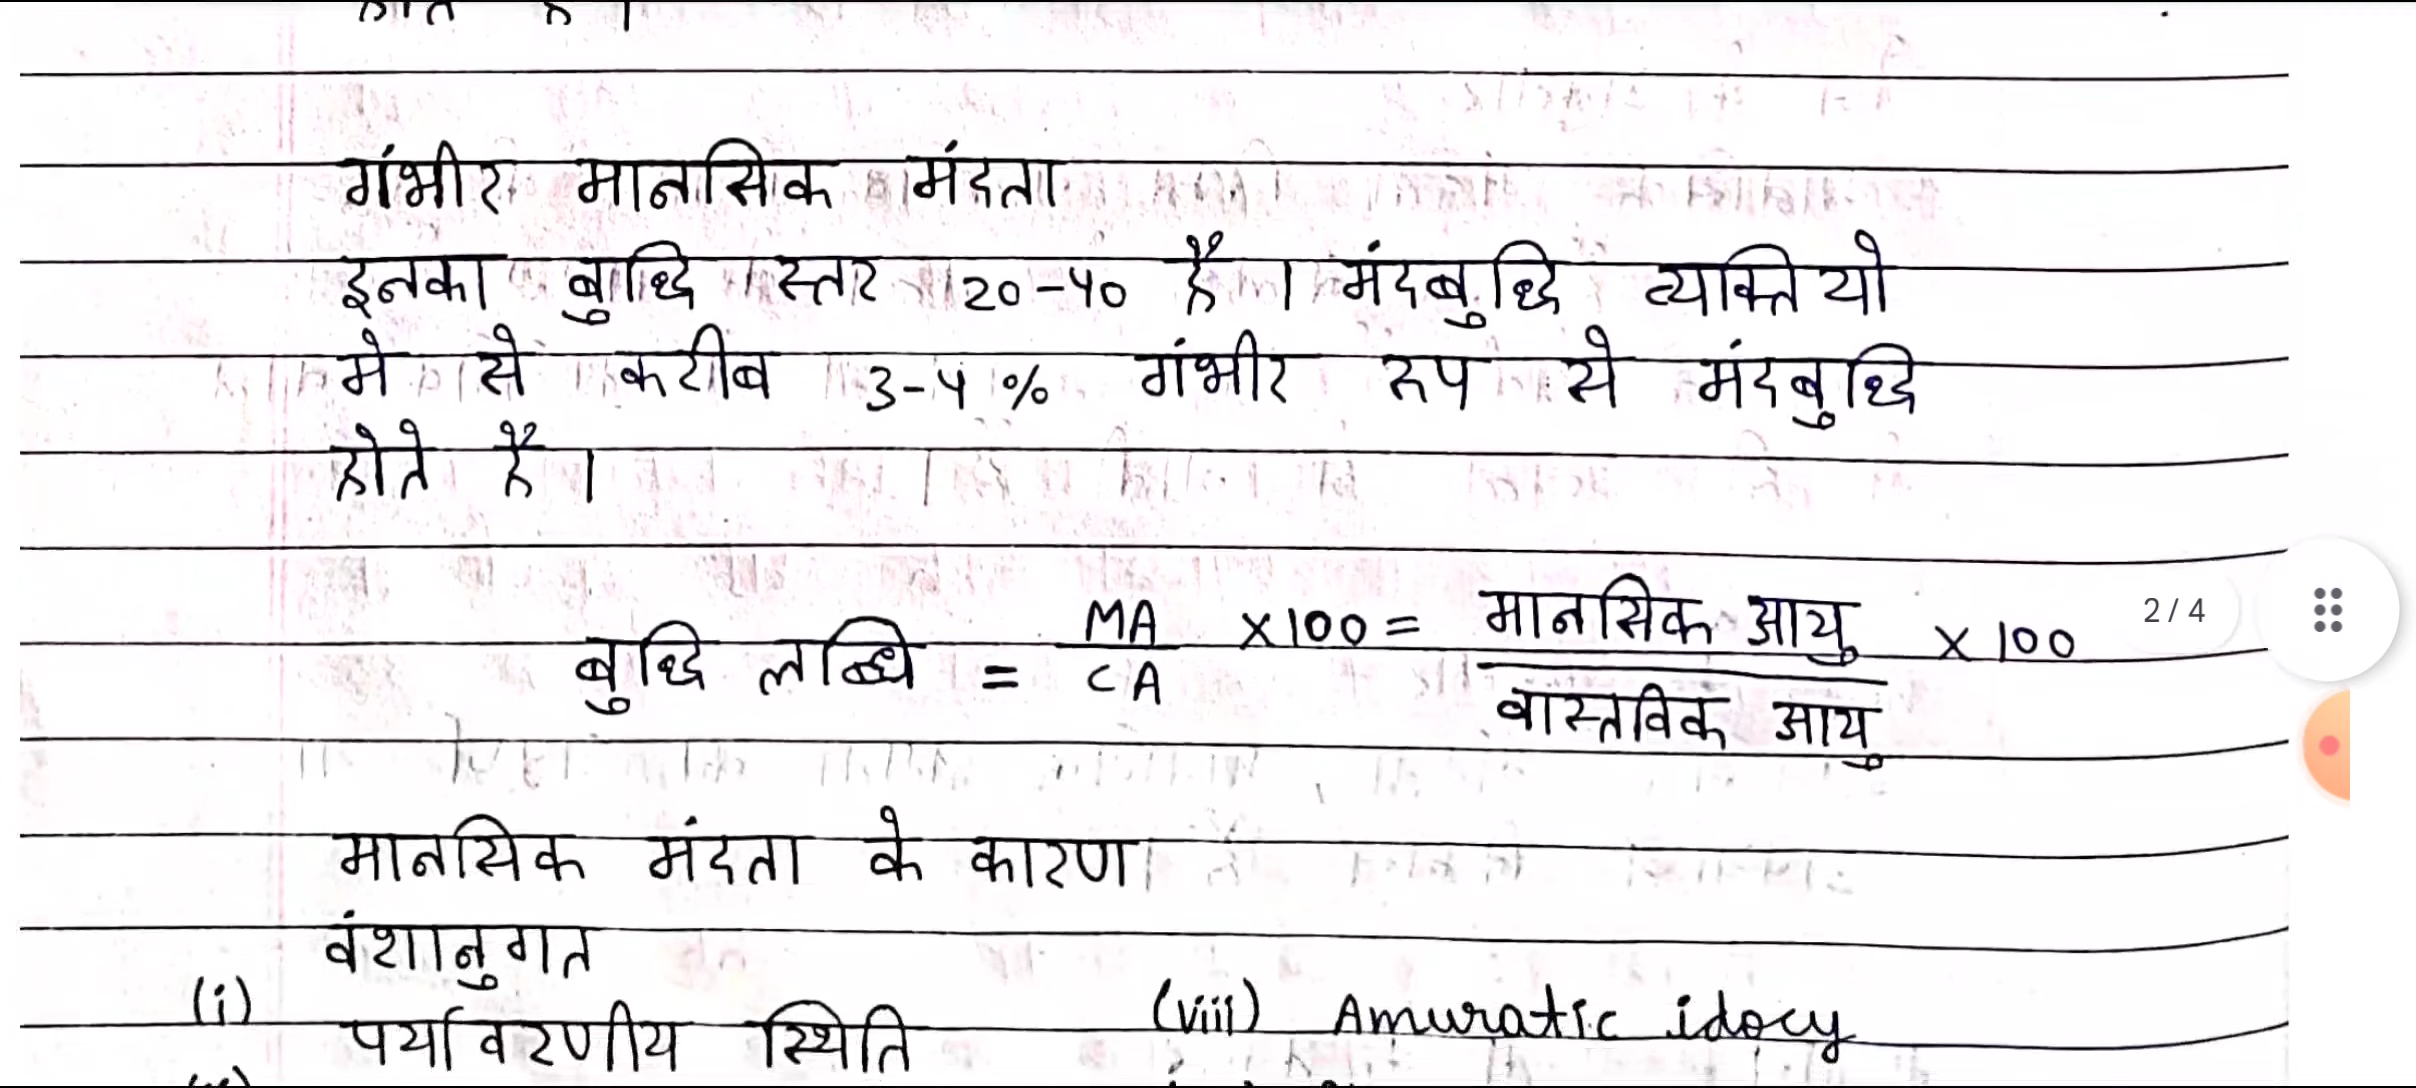 गंभीर मानसिक मंदता
इनका बुध्दि स्तर 20-40 हैं । मंदबुध्दि व्यक्तियो
मे से करीब 3-4% गंभीर रूप से मंदबुध्दि
होते हैं ।
बुध्दि लब्धि = MA/CA X100 = मानसिक आयु/वास्तविक आयु X 100
2/4
मानसिक मंदता के कारण
वंशानुगत
(i) पर्यावरणीय स्थिति (viii) Amuratic idocy